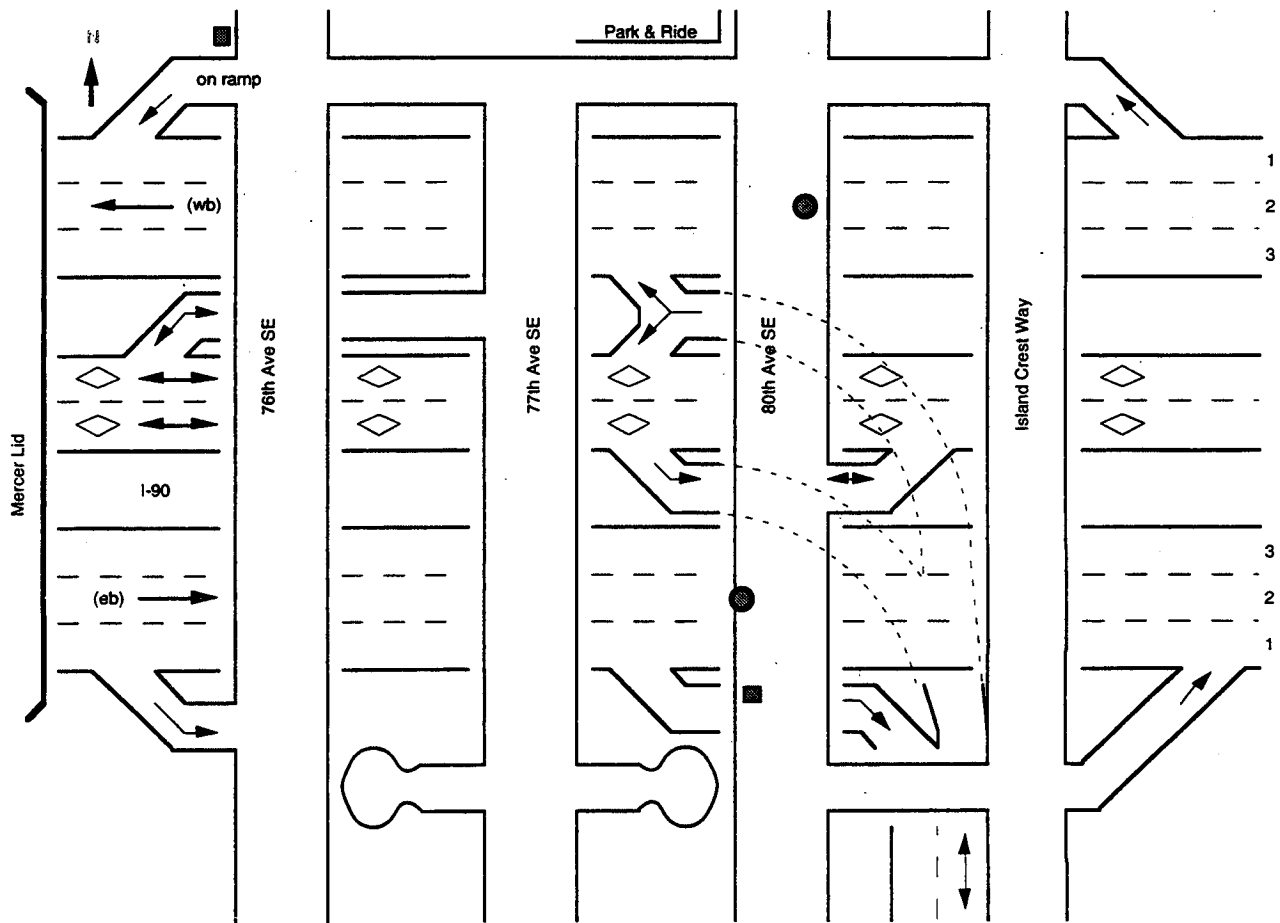 Park & Ride
N
on ramp
1
(wb)
2
3
76th Ave SE
77th Ave SE
80th Ave SE
Island Crest Way
Mercer Lid
I-90
3
(eb)
2
1